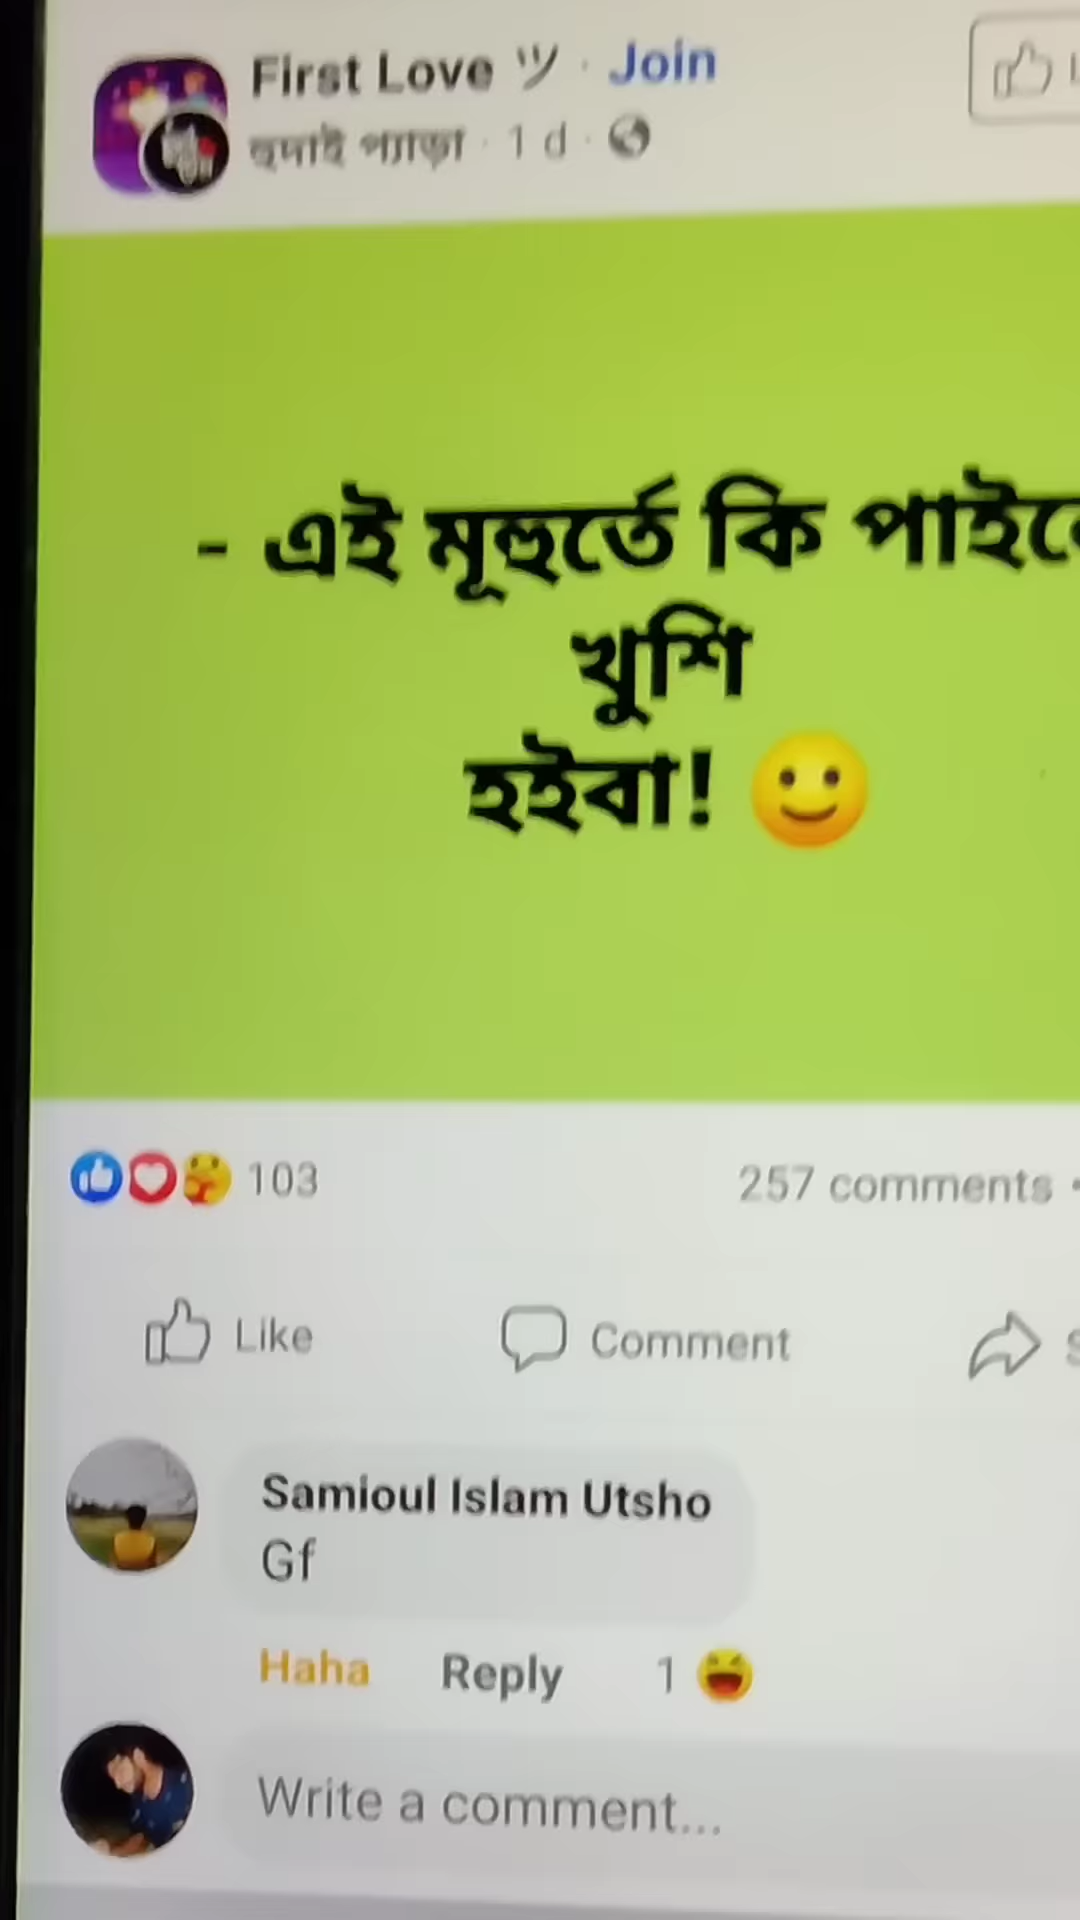 First Love ツ · Join
হুদাই প্যাড়া · 1 d ·
- এই মূহুর্তে কি পাইলে
খুশি
হইবা! 🙂
103
257 comments
Like
Comment
Samioul Islam Utsho
Gf
Haha Reply 1
Write a comment...